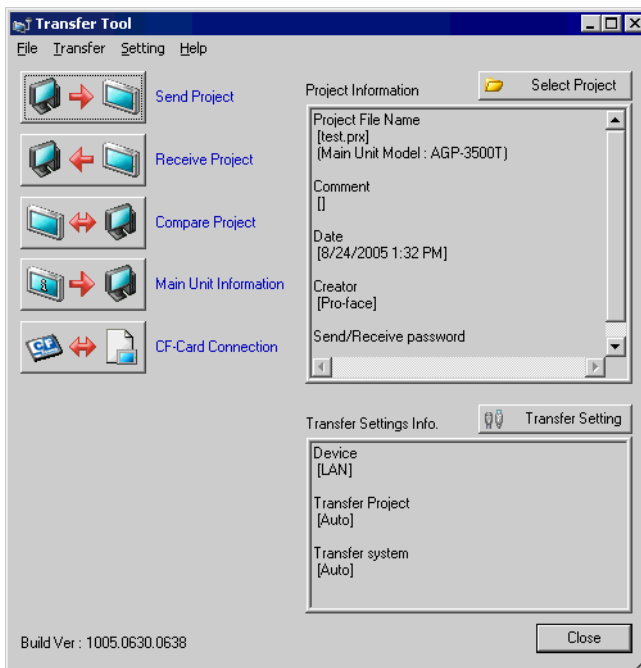 Transfer Tool
File Transfer Setting Help
Send Project
Receive Project
Compare Project
Main Unit Information
CF
CF-Card Connection
Project Information
Select Project
Project File Name
[test.prx]
(Main Unit Model : AGP-3500T)
Comment
[]
Date
[8/24/2005 1:32 PM]
Creator
[Pro-face]
Send/Receive password
Transfer Settings Info.
Transfer Setting
Device
[LAN]
Transfer Project
[Auto]
Transfer system
[Auto]
Build Ver : 1005.0630.0638
Close